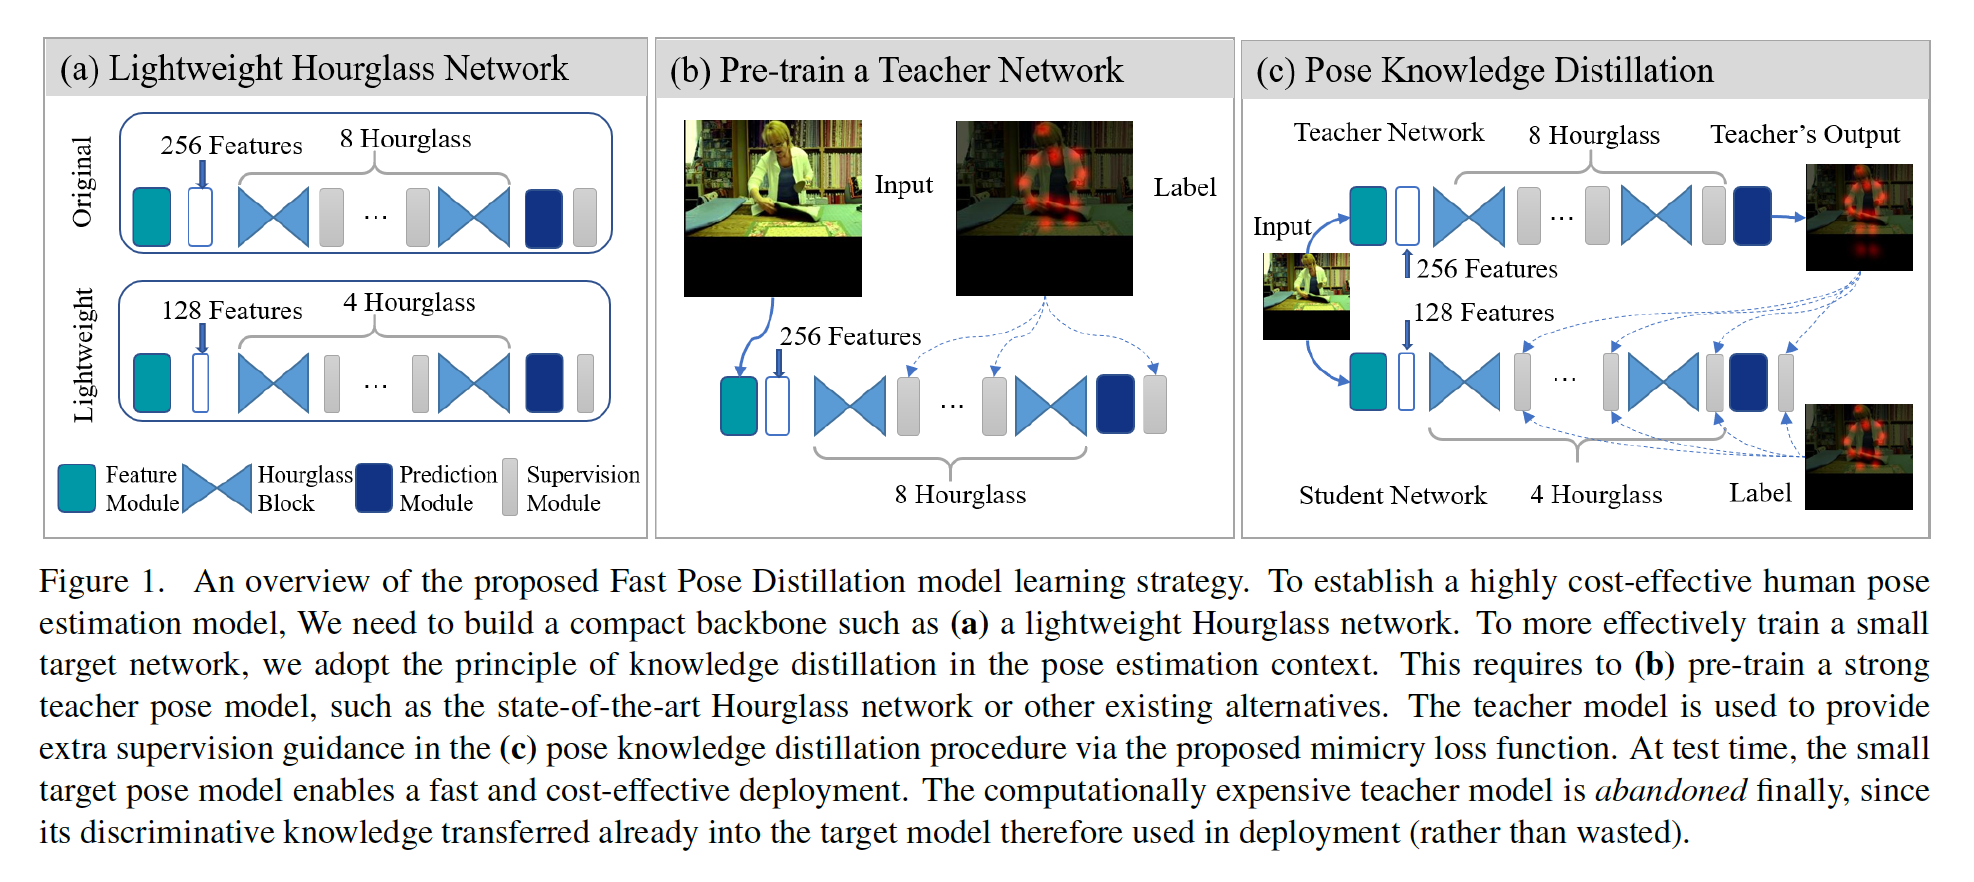 (a) Lightweight Hourglass Network
Original
256 Features
8 Hourglass
...
Lightweight
128 Features
4 Hourglass
...
Feature Module
Hourglass Block
Prediction Module
Supervision Module
(b) Pre-train a Teacher Network
Input
Label
256 Features
...
8 Hourglass
(c) Pose Knowledge Distillation
Teacher Network
8 Hourglass
Teacher's Output
Input
...
256 Features
128 Features
...
Student Network
4 Hourglass
Label
Figure 1. An overview of the proposed Fast Pose Distillation model learning strategy. To establish a highly cost-effective human pose
estimation model, We need to build a compact backbone such as (a) a lightweight Hourglass network. To more effectively train a small
target network, we adopt the principle of knowledge distillation in the pose estimation context. This requires to (b) pre-train a strong
teacher pose model, such as the state-of-the-art Hourglass network or other existing alternatives. The teacher model is used to provide
extra supervision guidance in the (c) pose knowledge distillation procedure via the proposed mimicry loss function. At test time, the small
target pose model enables a fast and cost-effective deployment. The computationally expensive teacher model is abandoned finally, since
its discriminative knowledge transferred already into the target model therefore used in deployment (rather than wasted).